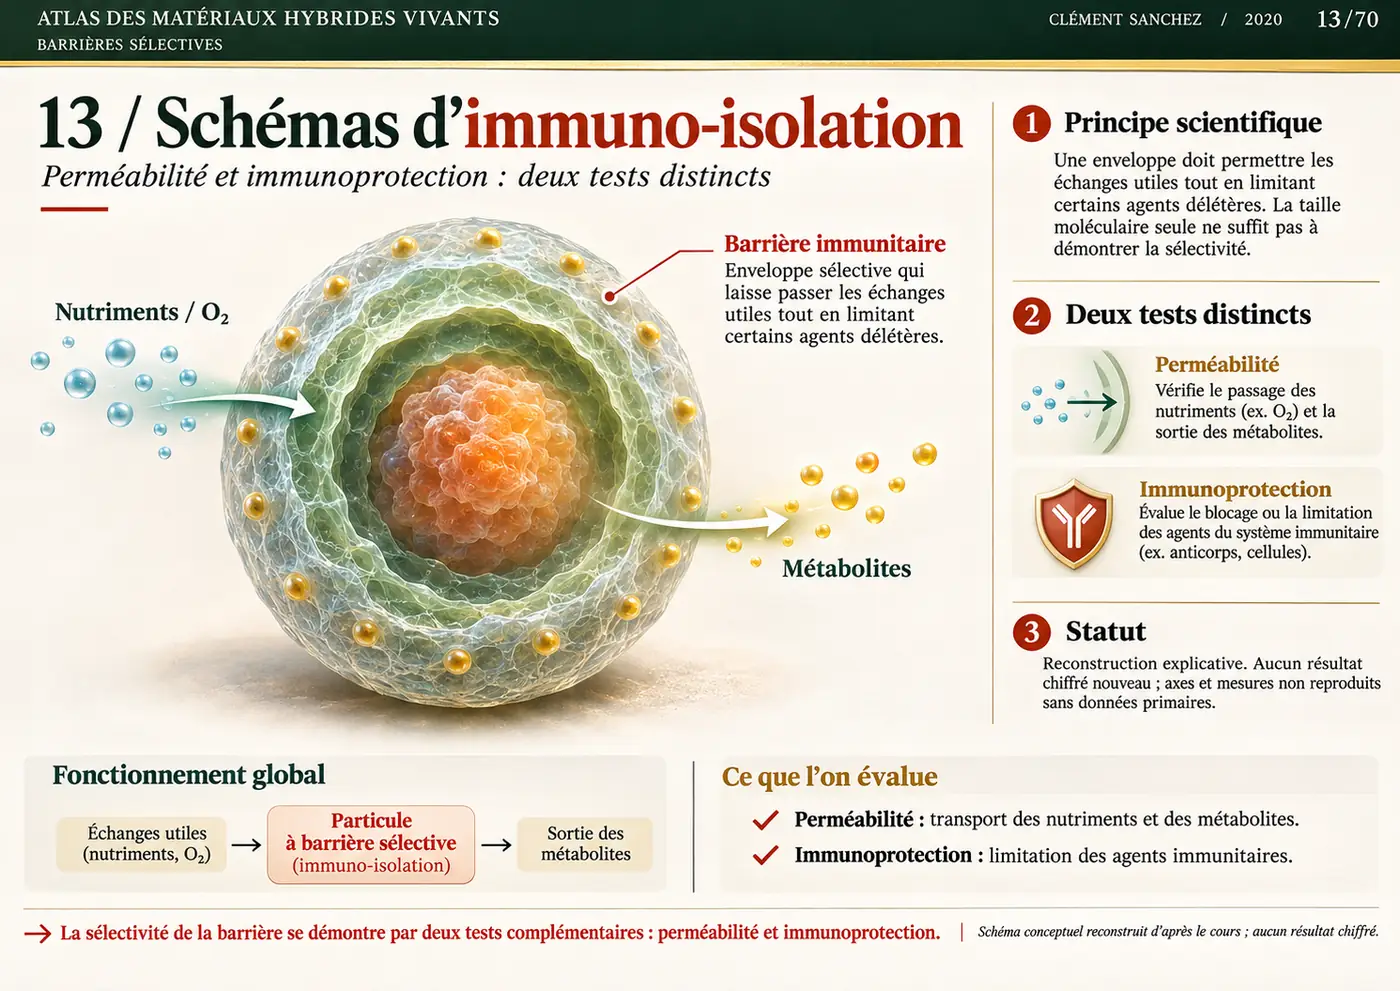 ATLAS DES MATÉRIAUX HYBRIDES VIVANTS
BARRIÈRES SÉLECTIVES
CLÉMENT SANCHEZ / 2020 13/70
13 / Schémas d'immuno-isolation
Perméabilité et immunoprotection : deux tests distincts
Nutriments / O₂
Barrière immunitaire
Enveloppe sélective qui
laisse passer les échanges
utiles tout en limitant
certains agents délétères.
Métabolites
1 Principe scientifique
Une enveloppe doit permettre les
échanges utiles tout en limitant
certains agents délétères. La taille
moléculaire seule ne suffit pas à
démontrer la sélectivité.
2 Deux tests distincts
Perméabilité
Vérifie le passage des
nutriments (ex. O₂) et la
sortie des métabolites.
Immunoprotection
Évalue le blocage ou la limitation
des agents du système immunitaire
(ex. anticorps, cellules).
3 Statut
Reconstruction explicative. Aucun résultat
chiffré nouveau ; axes et mesures non reproduits
sans données primaires.
Fonctionnement global
Échanges utiles
(nutriments, O₂)
→
Particule
à barrière sélective
(immuno-isolation)
→
Sortie des
métabolites
Ce que l'on évalue
Perméabilité : transport des nutriments et des métabolites.
Immunoprotection : limitation des agents immunitaires.
→ La sélectivité de la barrière se démontre par deux tests complémentaires : perméabilité et immunoprotection.
Schéma conceptuel reconstruit d'après le cours ; aucun résultat chiffré.